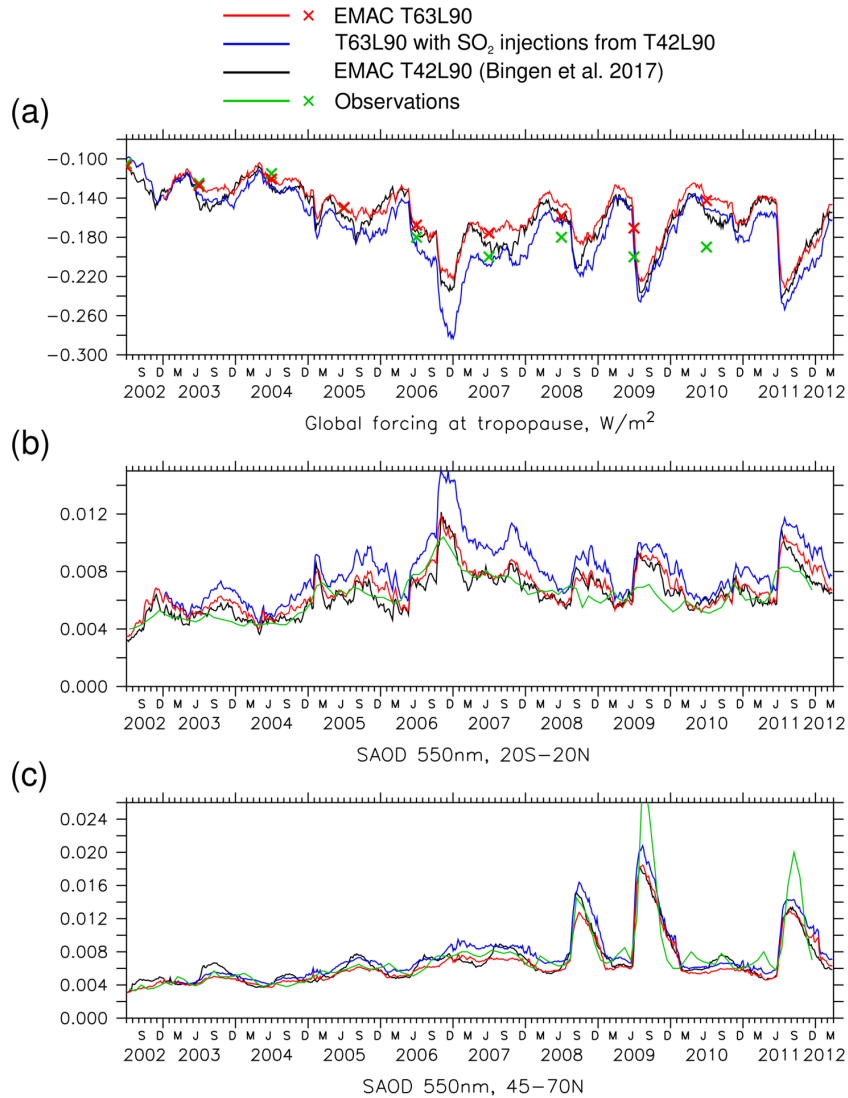 EMAC T63L90
T63L90 with SO₂ injections from T42L90
EMAC T42L90 (Bingen et al. 2017)
Observations
(a)
−0.100
−0.140
−0.180
−0.220
−0.260
−0.300
S D M J S D M J S D M J S D M J S D M J S D M J S D M J S D M J S D M J S D M
2002 2003 2004 2005 2006 2007 2008 2009 2010 2011 2012
Global forcing at tropopause, W/m²
(b)
0.012
0.008
0.004
0.000
S D M J S D M J S D M J S D M J S D M J S D M J S D M J S D M J S D M J S D M
2002 2003 2004 2005 2006 2007 2008 2009 2010 2011 2012
SAOD 550nm, 20S−20N
(c)
0.024
0.020
0.016
0.012
0.008
0.004
0.000
S D M J S D M J S D M J S D M J S D M J S D M J S D M J S D M J S D M J S D M
2002 2003 2004 2005 2006 2007 2008 2009 2010 2011 2012
SAOD 550nm, 45−70N